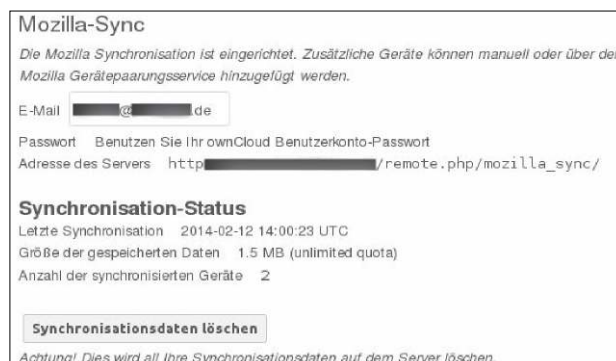 Mozilla-Sync
Die Mozilla Synchronisation ist eingerichtet. Zusätzliche Geräte können manuell oder über de
Mozilla Gerätepaarungsservice hinzugefügt werden.
E-Mail @ .de
Passwort Benutzen Sie Ihr ownCloud Benutzerkonto-Passwort
Adresse des Servers http /remote.php/mozilla_sync/
Synchronisation-Status
Letzte Synchronisation 2014-02-12 14:00:23 UTC
Größe der gespeicherten Daten 1.5 MB (unlimited quota)
Anzahl der synchronisierten Geräte 2
Synchronisationsdaten löschen
Achtung! Dies wird all Ihre Synchronisationsdaten auf dem Server löschen.